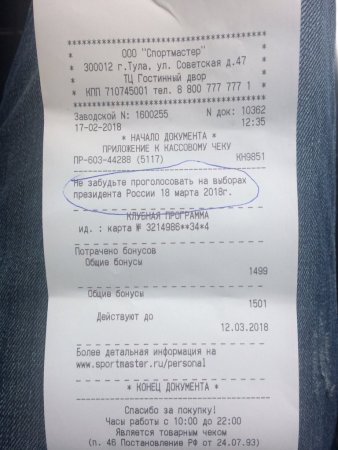 ООО "Спортмастер"
300012 г.Тула, ул.Советская д.47
ТЦ Гостинный двор
* КПП 710745001 тел. 8 800 777 777 1 *
Заводской N: 1600255 N док: 10362
17-02-2018 12:35
* НАЧАЛО ДОКУМЕНТА *
ПРИЛОЖЕНИЕ К КАССОВОМУ ЧЕКУ
ПР-603-44288 (5117) КН9851
Не забудьте проголосовать на выборах
президента России 18 марта 2018г.
КЛУБНАЯ ПРОГРАММА
ид.: карта № 3214986**34*4
Потрачено бонусов
Общие бонусы
1499
Общие бонусы
1501
Действуют до
12.03.2018
Более детальная информация на
www.sportmaster.ru/personal
* КОНЕЦ ДОКУМЕНТА *
Спасибо за покупку!
Часы работы с 10:00 до 22:00
Является товарным чеком
(п. 46 Постановление РФ от 24.07.93)